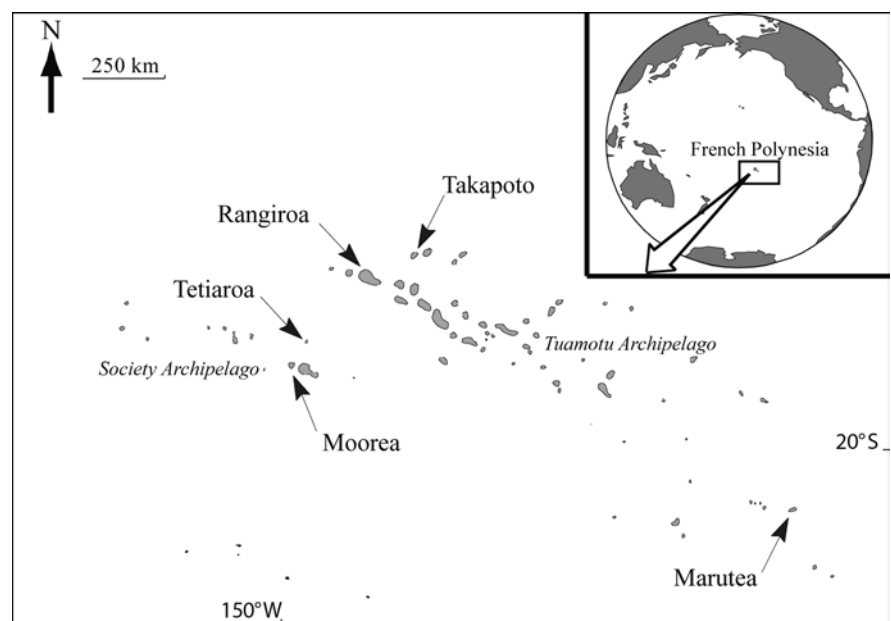 N
250 km
French Polynesia
Takapoto
Rangiroa
Tetiaroa
Tuamotu Archipelago
Society Archipelago
Moorea
20°S
Marutea
150°W